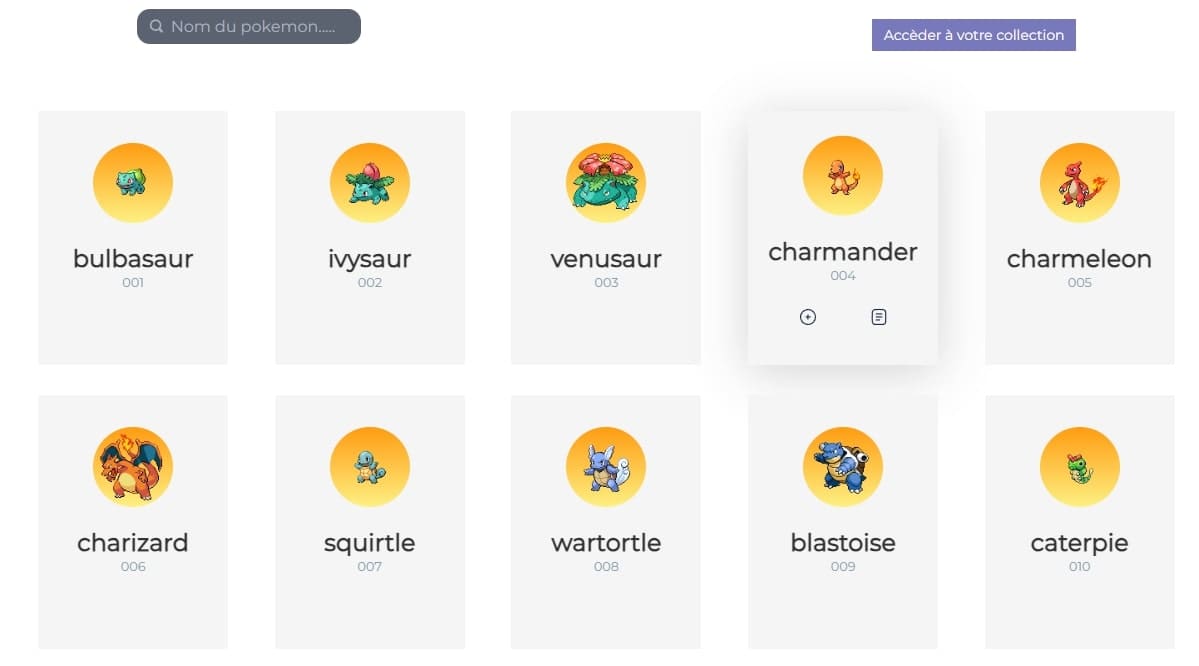 Nom du pokemon.....
Accèder à votre collection
bulbasaur
001
ivysaur
002
venusaur
003
charmander
004
charmeleon
005
charizard
006
squirtle
007
wartortle
008
blastoise
009
caterpie
010